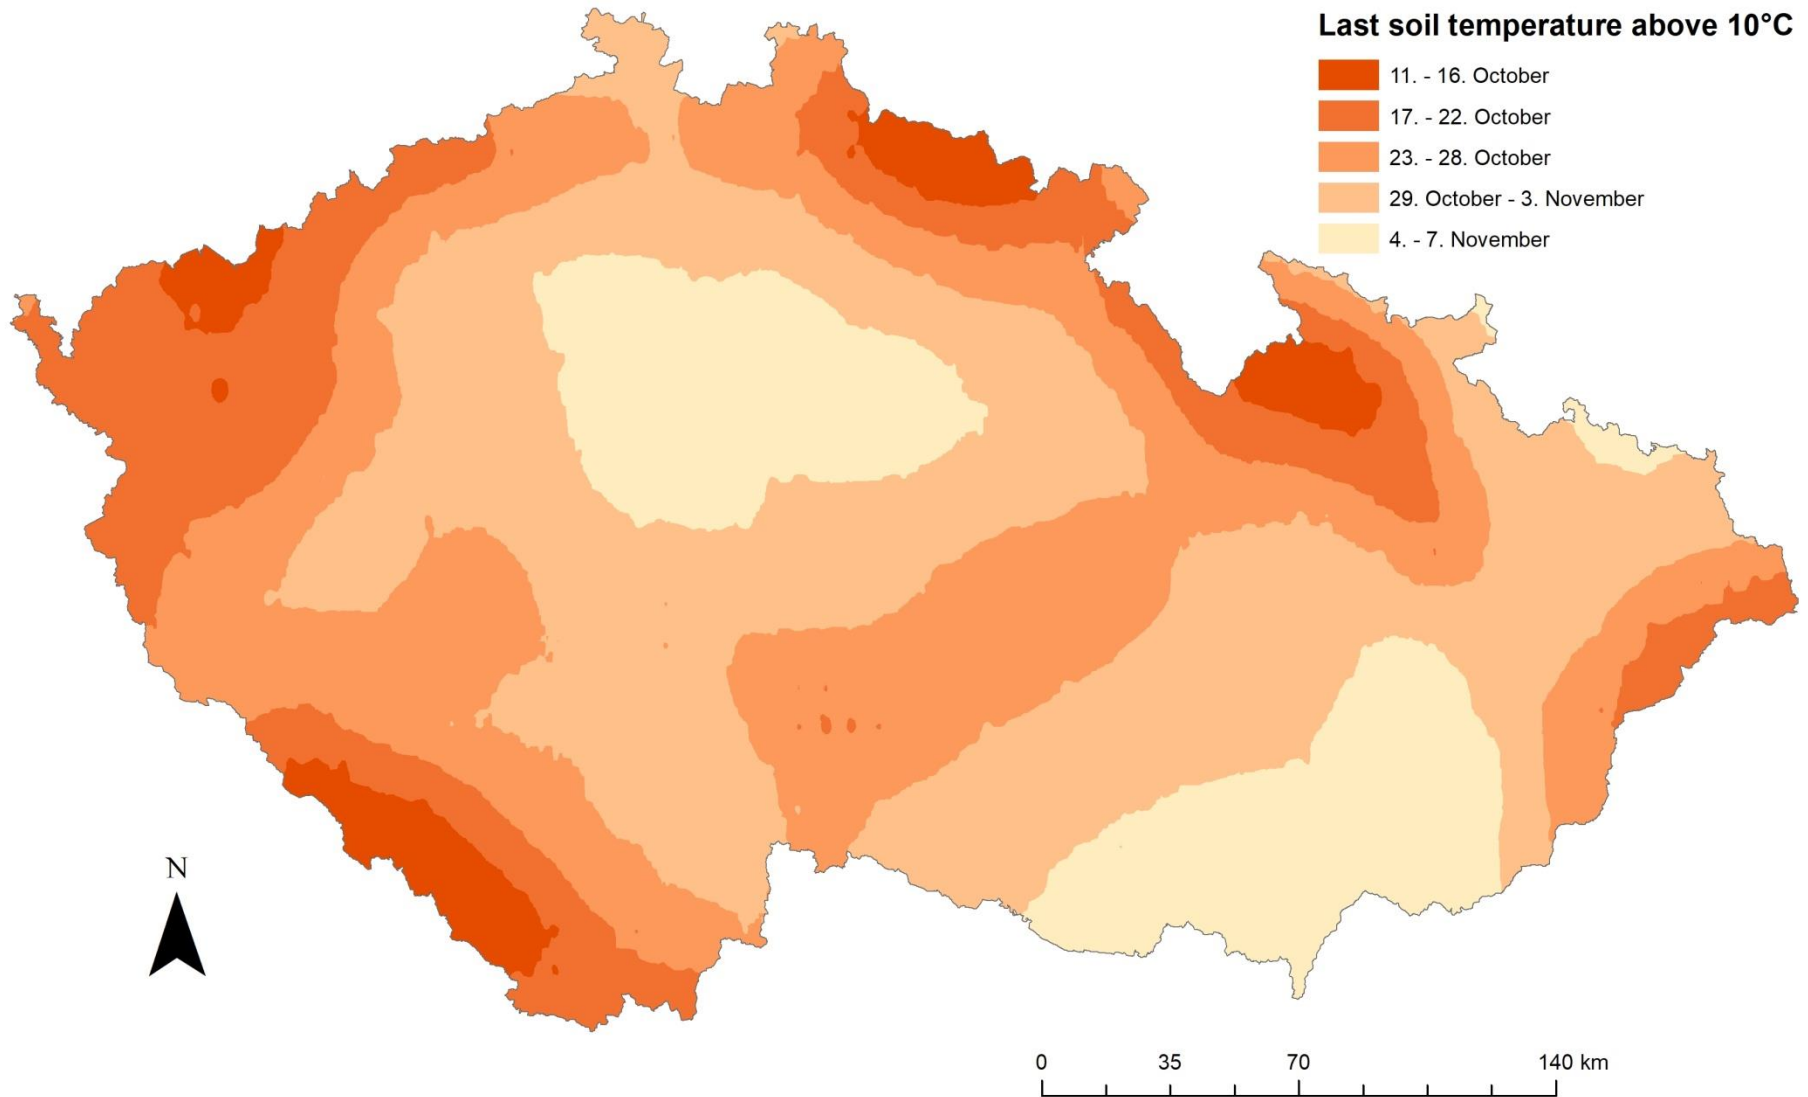 Last soil temperature above 10°C
11. - 16. October
17. - 22. October
23. - 28. October
29. October - 3. November
4. - 7. November
N
0 35 70 140 km